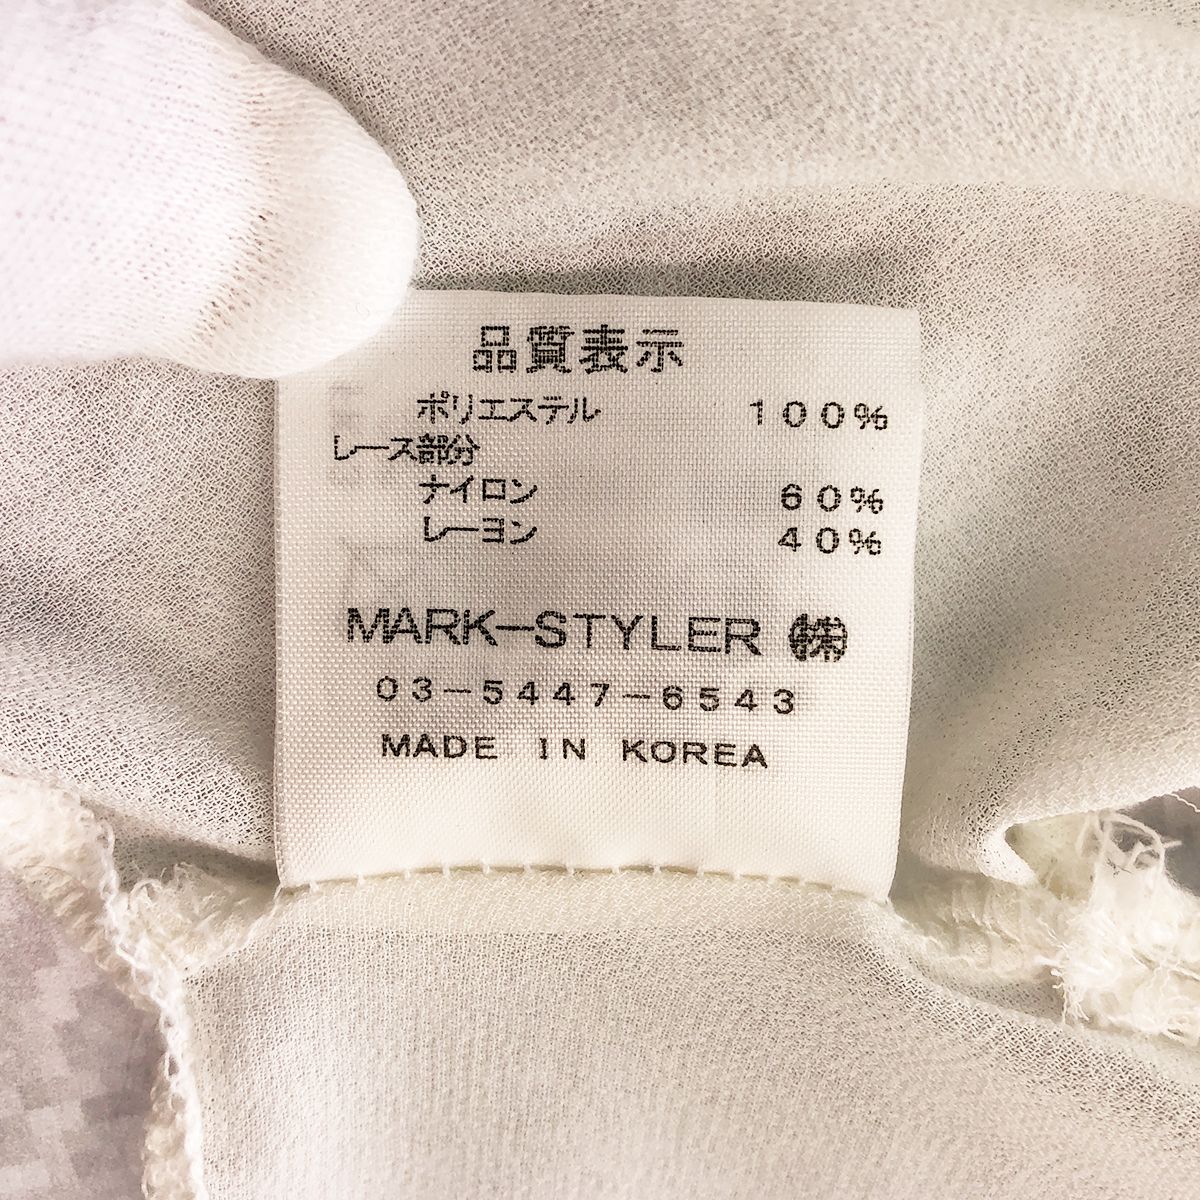 品質表示
ポリエステル 100%
レース部分
ナイロン 60%
レーヨン 40%
MARK-STYLER ㈱
03-5447-6543
MADE IN KOREA